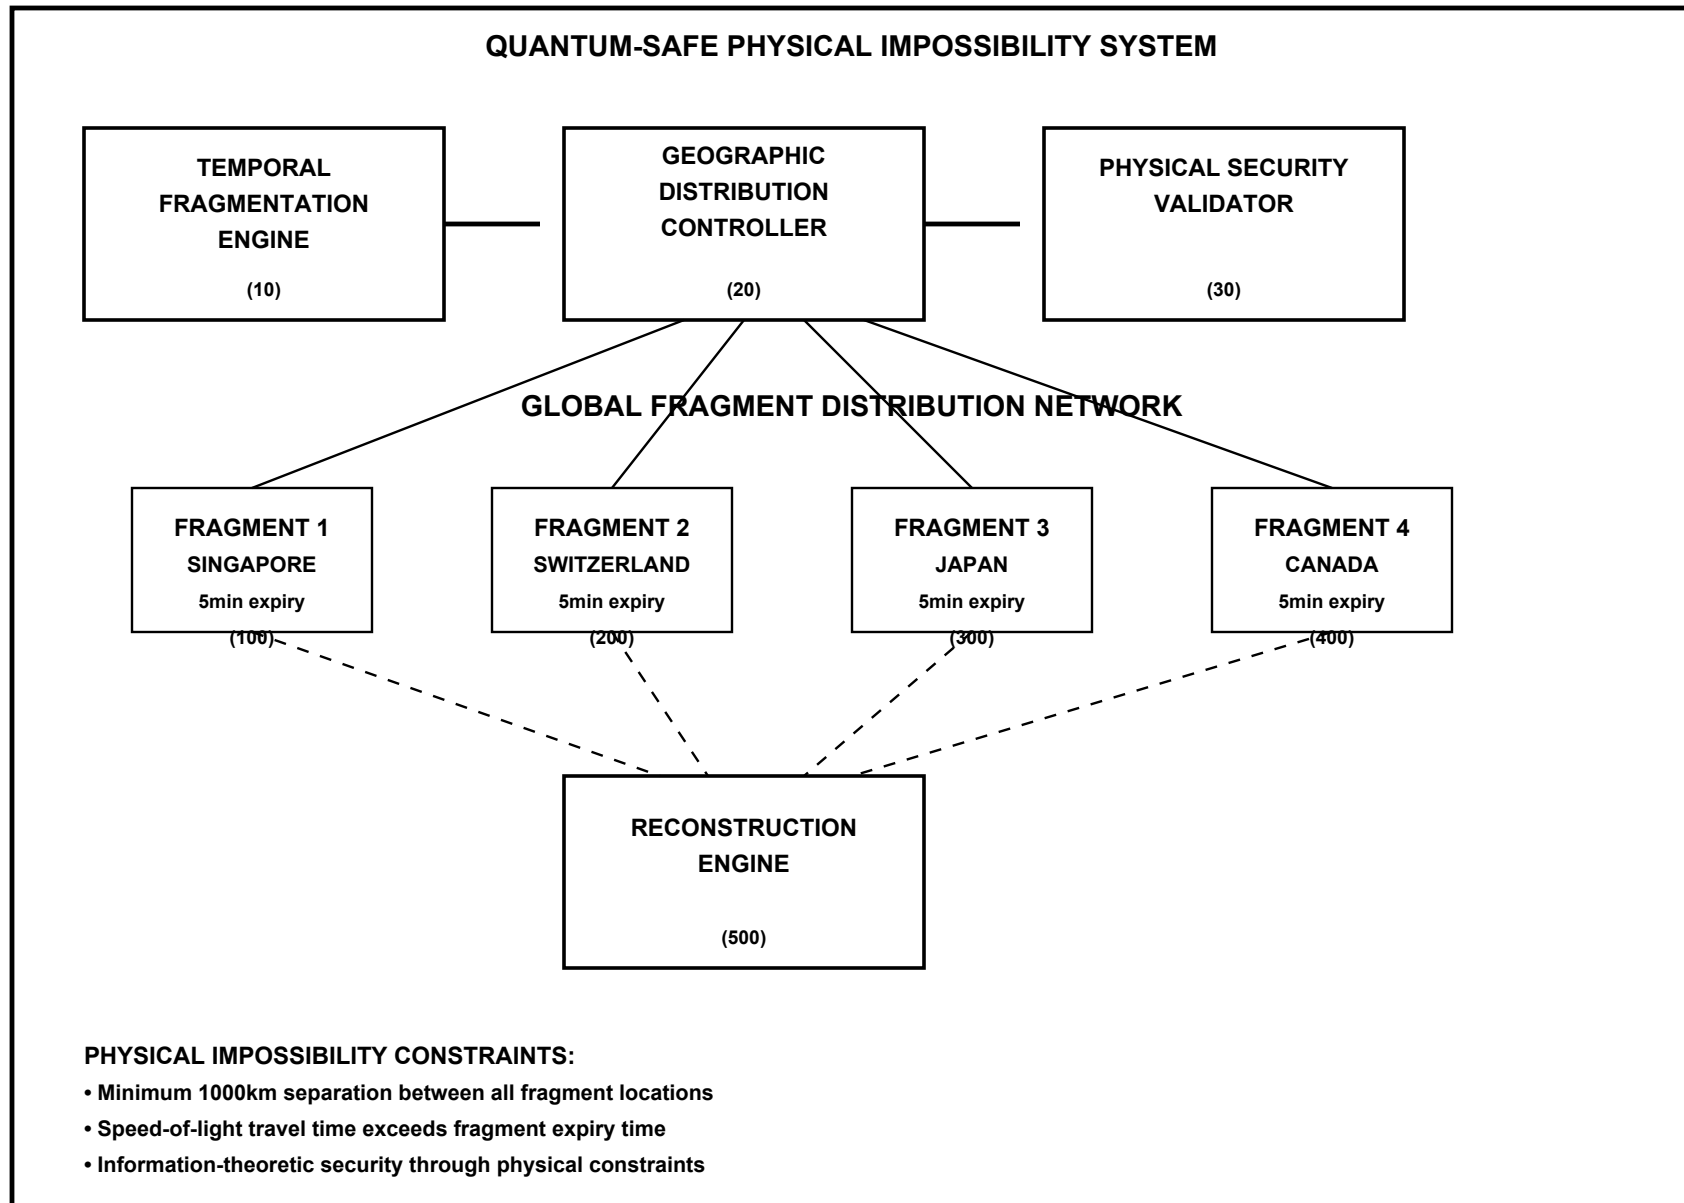 QUANTUM-SAFE PHYSICAL IMPOSSIBILITY SYSTEM
TEMPORAL
FRAGMENTATION
ENGINE
(10)
GEOGRAPHIC
DISTRIBUTION
CONTROLLER
(20)
PHYSICAL SECURITY
VALIDATOR
(30)
GLOBAL FRAGMENT DISTRIBUTION NETWORK
FRAGMENT 1
SINGAPORE
5min expiry
(100)
FRAGMENT 2
SWITZERLAND
5min expiry
(200)
FRAGMENT 3
JAPAN
5min expiry
(300)
FRAGMENT 4
CANADA
5min expiry
(400)
RECONSTRUCTION
ENGINE
(500)
PHYSICAL IMPOSSIBILITY CONSTRAINTS:
• Minimum 1000km separation between all fragment locations
• Speed-of-light travel time exceeds fragment expiry time
• Information-theoretic security through physical constraints